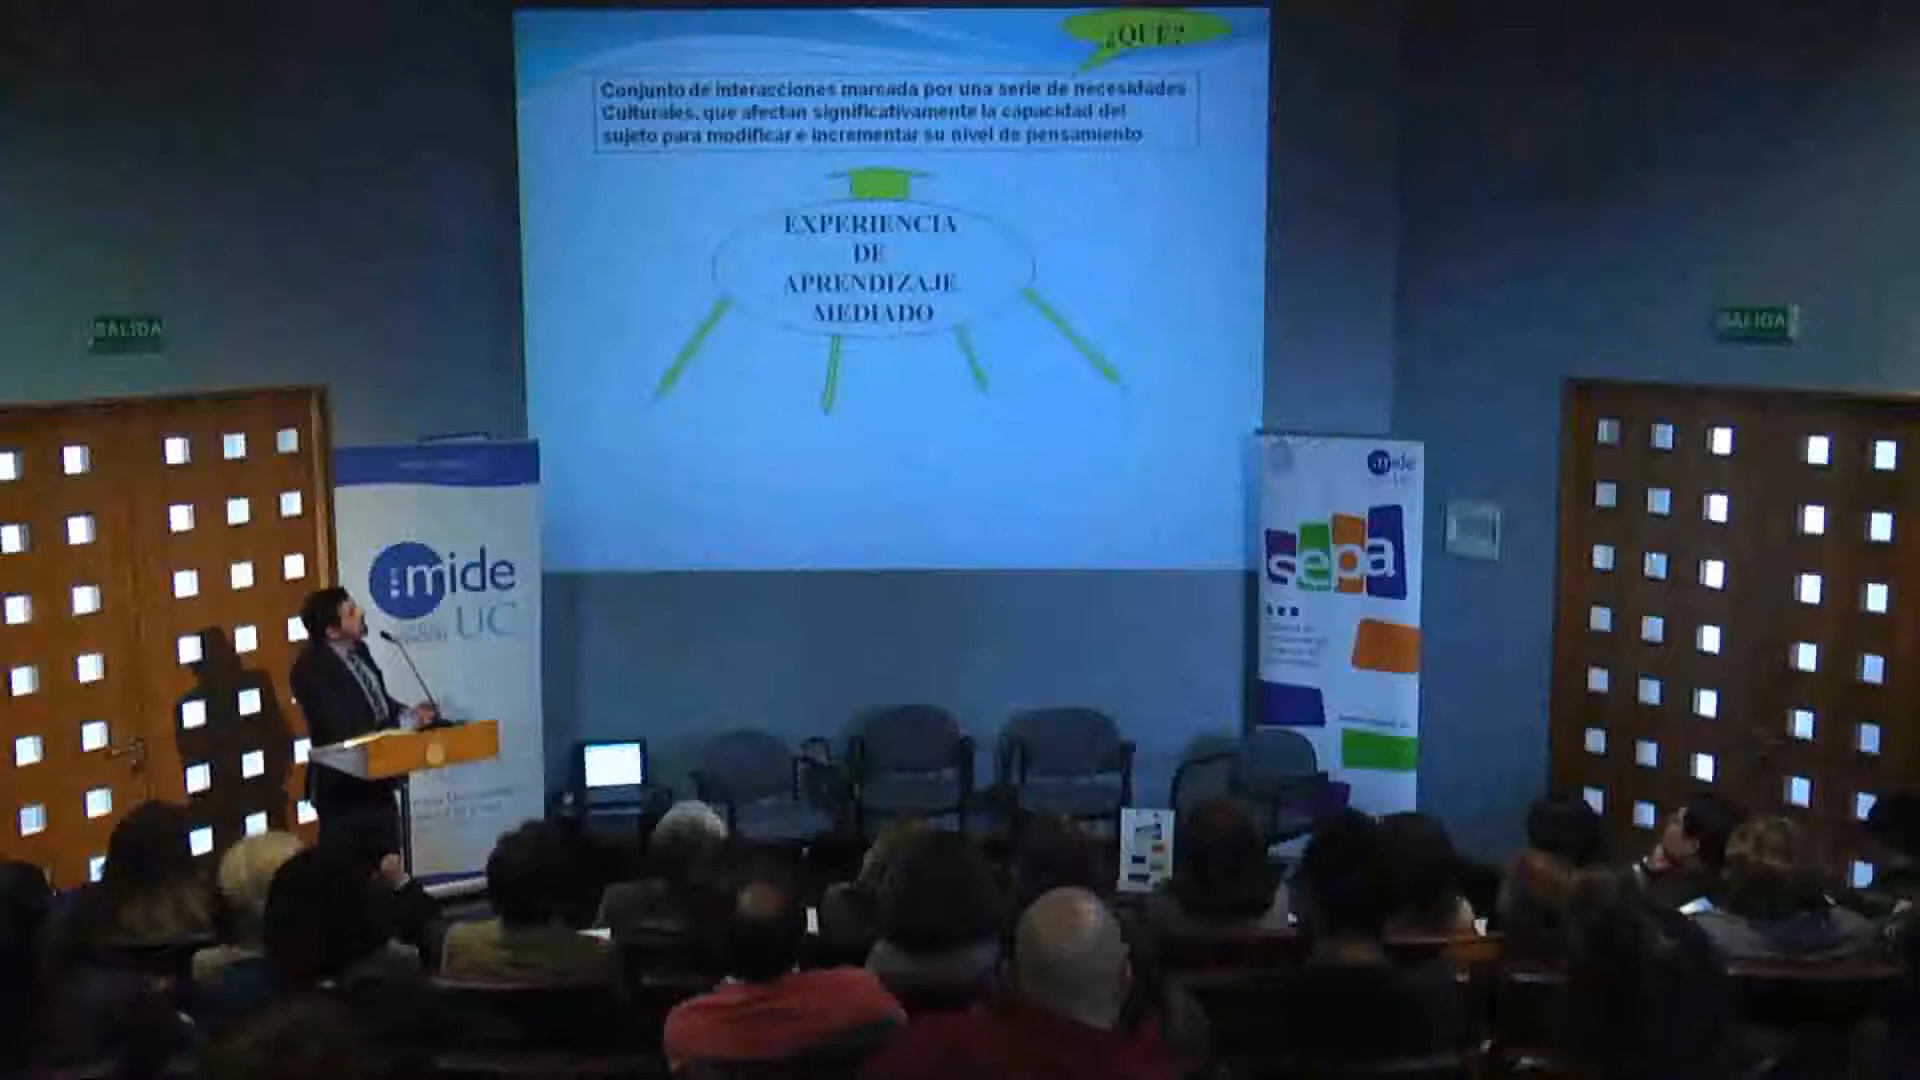 ¿QUÉ?
Conjunto de interacciones marcada por una serie de necesidades
Culturales, que afectan significativamente la capacidad del
sujeto para modificar e incrementar su nivel de pensamiento
EXPERIENCIA
DE
APRENDIZAJE
MEDIADO
SALIDA
SALIDA
mide
UC
mide
UC
sepa